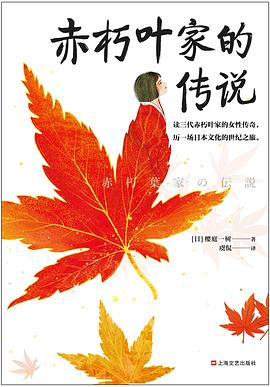 赤朽叶家的
传说
读三代赤朽叶家的女性传奇,
历一场日本文化的世纪之旅。
赤朽葉家の伝説
[日] 樱庭一树——著
虞侃——译
上海文艺出版社